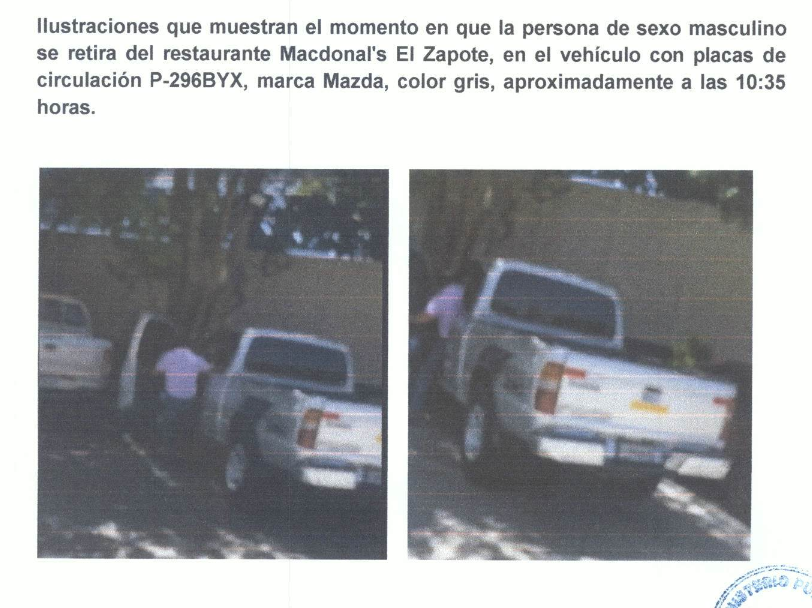 Ilustraciones que muestran el momento en que la persona de sexo masculino
se retira del restaurante Macdonal's El Zapote, en el vehículo con placas de
circulación P-296BYX, marca Mazda, color gris, aproximadamente a las 10:35
horas.